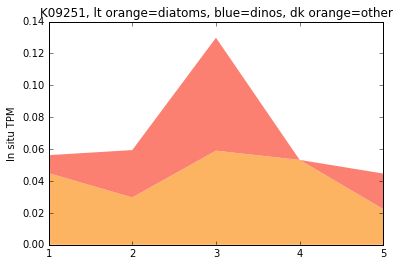 K09251, lt orange=diatoms, blue=dinos, dk orange=other
In situ TPM
0.14
0.12
0.10
0.08
0.06
0.04
0.02
0.00
1 2 3 4 5